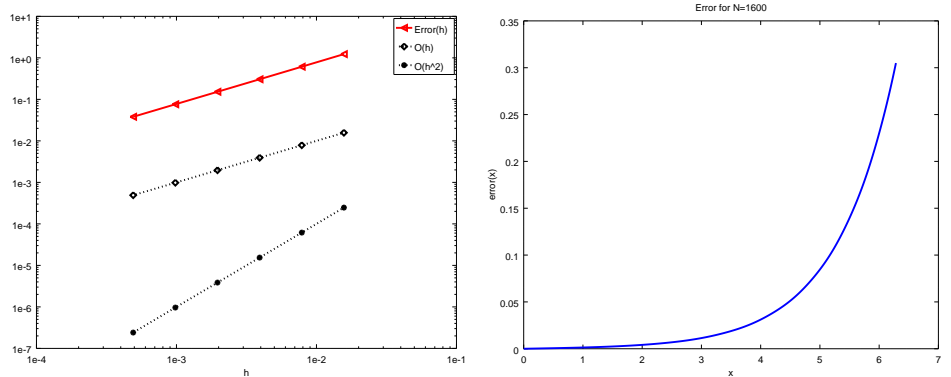 1e+1
1e+0
1e-1
1e-2
1e-3
1e-4
1e-5
1e-6
1e-7
1e-4
1e-3
1e-2
1e-1
h
Error(h)
O(h)
O(h^2)
Error for N=1600
0.35
0.3
0.25
0.2
0.15
0.1
0.05
0
error(x)
0
1
2
3
4
5
6
7
x